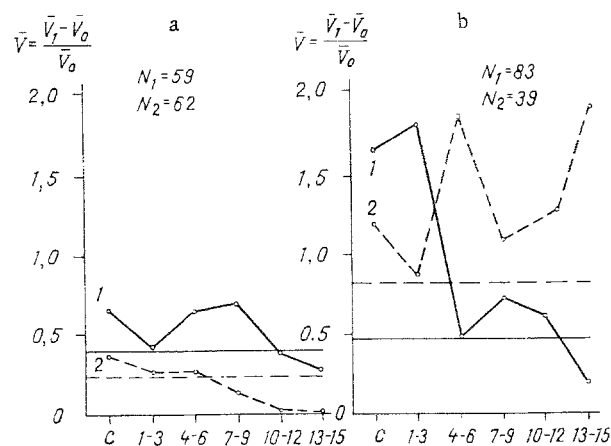 a
V̄ = (V̄₁ - V̄₀) / V̄₀
N₁ = 59
N₂ = 62
2,0
1,5
1,0
0,5
0
1
2
C 1-3 4-6 7-9 10-12 13-15
b
V̄ = (V̄₁ - V̄₀) / V̄₀
N₁ = 83
N₂ = 39
2,0
1,5
1,0
0.5
0
1
2
C 1-3 4-6 7-9 10-12 13-15